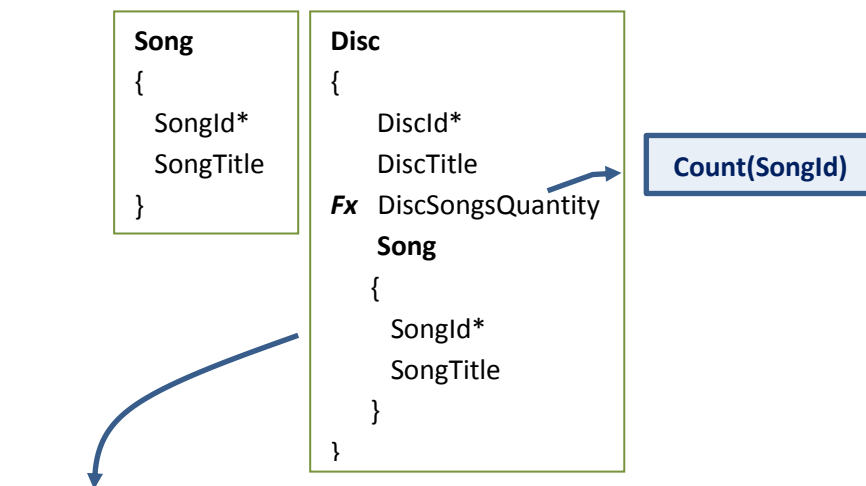 Song
{
SongId*
SongTitle
}
Disc
{
DiscId*
DiscTitle
Fx DiscSongsQuantity
Song
{
SongId*
SongTitle
}
}
Count(SongId)